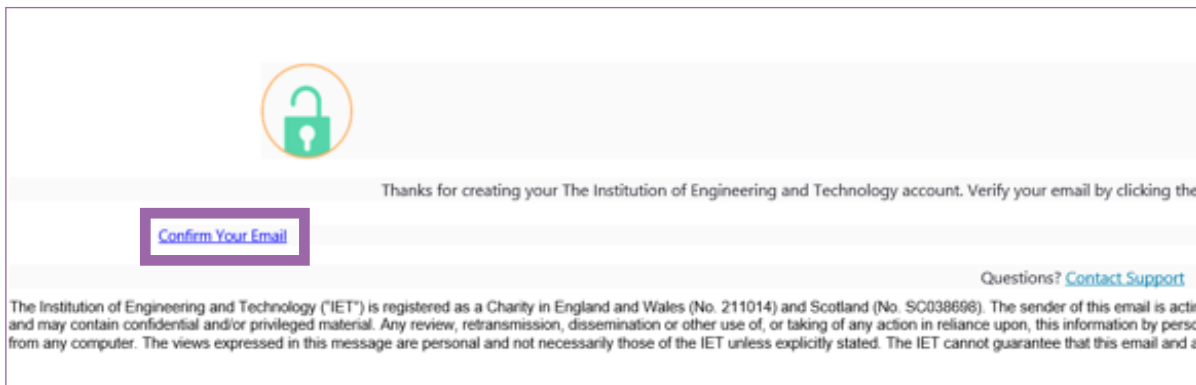 Thanks for creating your The Institution of Engineering and Technology account. Verify your email by clicking the
Confirm Your Email
Questions? Contact Support
The Institution of Engineering and Technology ("IET") is registered as a Charity in England and Wales (No. 211014) and Scotland (No. SC038698). The sender of this email is
and may contain confidential and/or privileged material. Any review, retransmission, dissemination or other use of, or taking of any action in reliance upon, this information by
from any computer. The views expressed in this message are personal and not necessarily those of the IET unless explicitly stated. The IET cannot guarantee that this email and